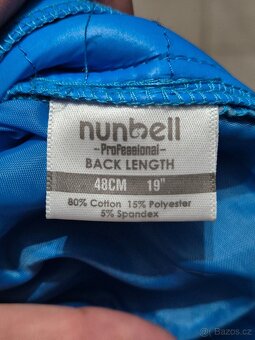 nunbell
-Professional-
BACK LENGTH
48CM 19"
80% Cotton 15% Polyester
5% Spandex
Bazos.cz